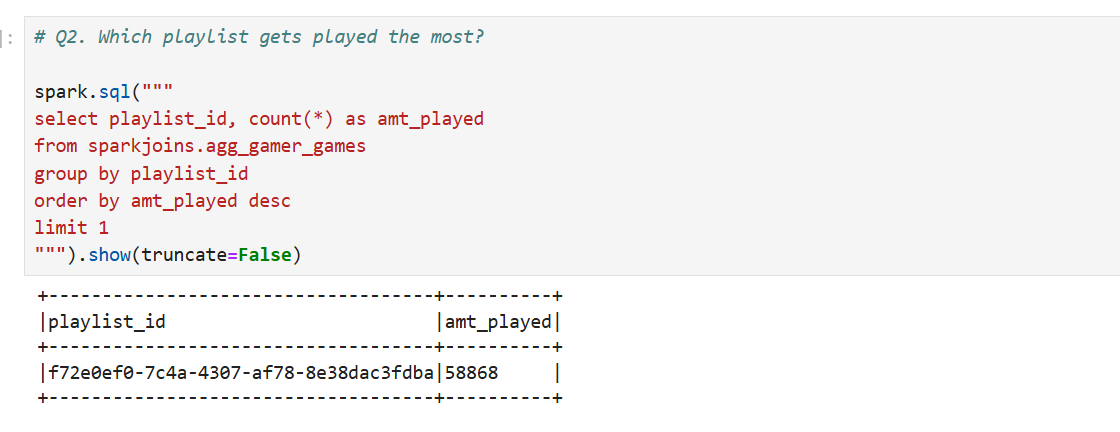 ]:
# Q2. Which playlist gets played the most?
spark.sql("""
select playlist_id, count(*) as amt_played
from sparkjoins.agg_gamer_games
group by playlist_id
order by amt_played desc
limit 1
""").show(truncate=False)
+------------------------------------+----------+
|playlist_id                         |amt_played|
+------------------------------------+----------+
|f72e0ef0-7c4a-4307-af78-8e38dac3fdba|58868     |
+------------------------------------+----------+